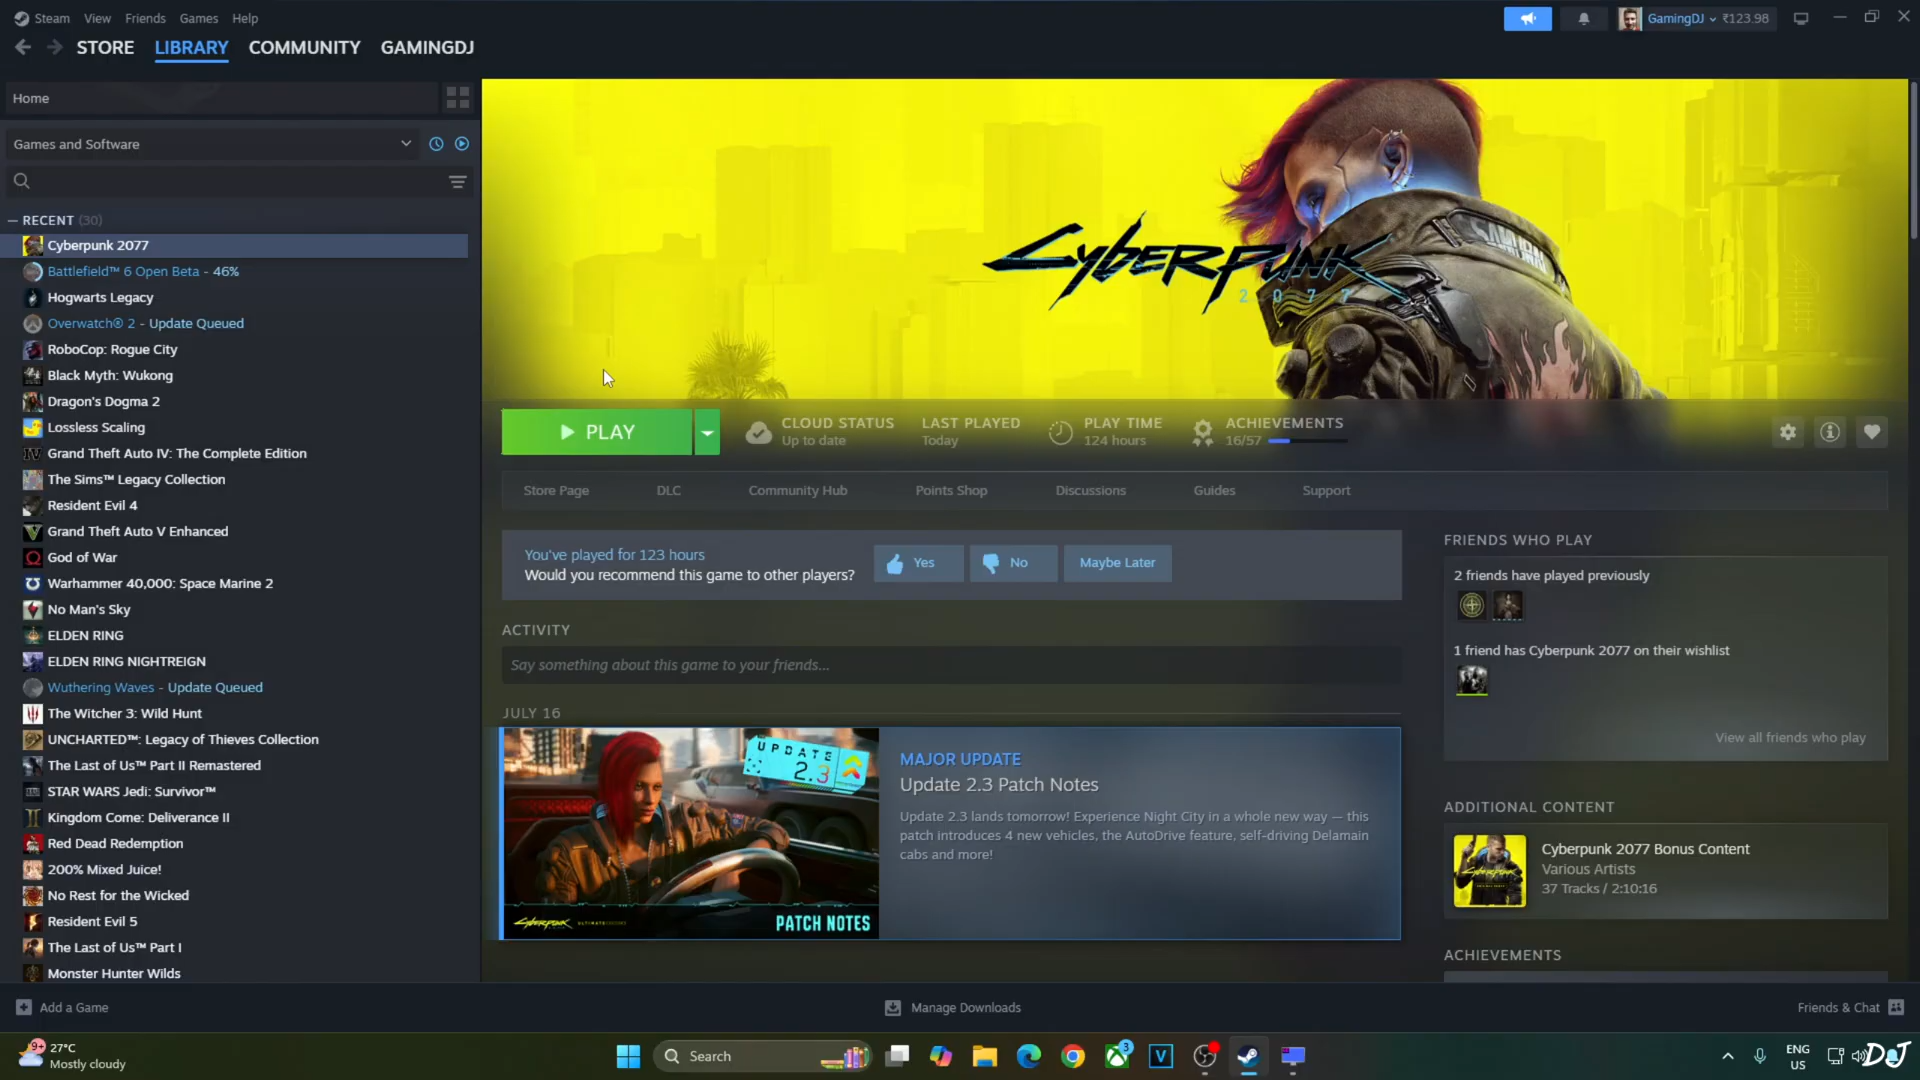 Steam View Friends Games Help
GamingDJ ₹123.98
STORE LIBRARY COMMUNITY GAMINGDJ
Home
Games and Software
RECENT (30)
Cyberpunk 2077
Battlefield™ 6 Open Beta - 46%
Hogwarts Legacy
Overwatch® 2 - Update Queued
RoboCop: Rogue City
Black Myth: Wukong
Dragon's Dogma 2
Lossless Scaling
Grand Theft Auto IV: The Complete Edition
The Sims™ Legacy Collection
Resident Evil 4
Grand Theft Auto V Enhanced
God of War
Warhammer 40,000: Space Marine 2
No Man's Sky
ELDEN RING
ELDEN RING NIGHTREIGN
Wuthering Waves - Update Queued
The Witcher 3: Wild Hunt
UNCHARTED™: Legacy of Thieves Collection
The Last of Us™ Part II Remastered
STAR WARS Jedi: Survivor™
Kingdom Come: Deliverance II
Red Dead Redemption
200% Mixed Juice!
No Rest for the Wicked
Resident Evil 5
The Last of Us™ Part I
Monster Hunter Wilds
Cyberpunk
2077
SAMURAI
PLAY
CLOUD STATUS
Up to date
LAST PLAYED
Today
PLAY TIME
124 hours
ACHIEVEMENTS
16/57
Store Page DLC Community Hub Points Shop Discussions Guides Support
You've played for 123 hours
Would you recommend this game to other players?
Yes No Maybe Later
ACTIVITY
Say something about this game to your friends...
JULY 16
UPDATE
2.3
Cyberpunk
PATCH NOTES
MAJOR UPDATE
Update 2.3 Patch Notes
Update 2.3 lands tomorrow! Experience Night City in a whole new way — this
patch introduces 4 new vehicles, the AutoDrive feature, self-driving Delamain
cabs and more!
FRIENDS WHO PLAY
2 friends have played previously
1 friend has Cyberpunk 2077 on their wishlist
View all friends who play
ADDITIONAL CONTENT
Cyberpunk 2077 Bonus Content
Various Artists
37 Tracks / 2:10:16
ACHIEVEMENTS
Add a Game
Manage Downloads
Friends & Chat
9+
27°C
Mostly cloudy
Search
3
V
ENG
US
DJ